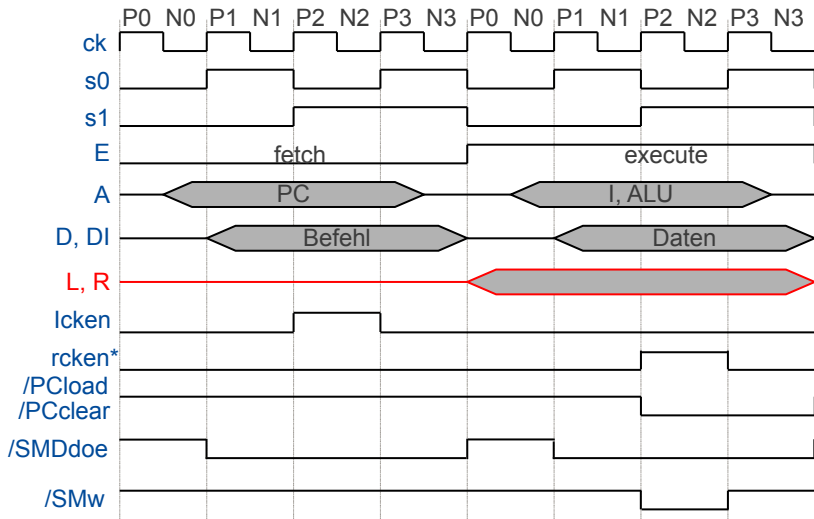 P0 N0 P1 N1 P2 N2 P3 N3 P0 N0 P1 N1 P2 N2 P3 N3
ck
s0
s1
E fetch execute
A PC I, ALU
D, DI Befehl Daten
L, R
Icken
rcken*
/PCload
/PCclear
/SMDdoe
/SMw